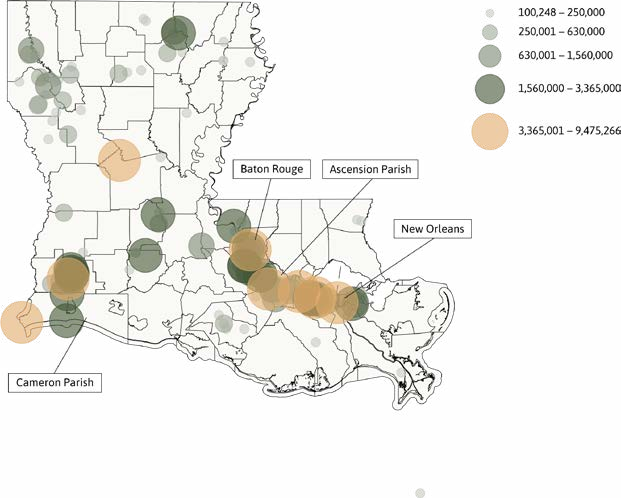 100,248 – 250,000
250,001 – 630,000
630,001 – 1,560,000
1,560,000 – 3,365,000
3,365,001 – 9,475,266
Baton Rouge
Ascension Parish
New Orleans
Cameron Parish